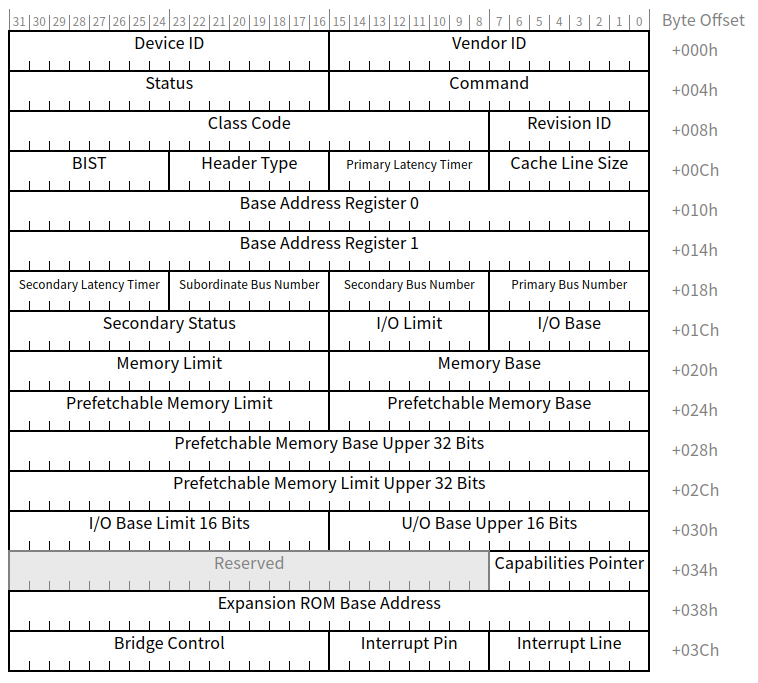 31 30 29 28 27 26 25 24 23 22 21 20 19 18 17 16 15 14 13 12 11 10 9 8 7 6 5 4 3 2 1 0 Byte Offset
Device ID Vendor ID +000h
Status Command +004h
Class Code Revision ID +008h
BIST Header Type Primary Latency Timer Cache Line Size +00Ch
Base Address Register 0 +010h
Base Address Register 1 +014h
Secondary Latency Timer Subordinate Bus Number Secondary Bus Number Primary Bus Number +018h
Secondary Status I/O Limit I/O Base +01Ch
Memory Limit Memory Base +020h
Prefetchable Memory Limit Prefetchable Memory Base +024h
Prefetchable Memory Base Upper 32 Bits +028h
Prefetchable Memory Limit Upper 32 Bits +02Ch
I/O Base Limit 16 Bits U/O Base Upper 16 Bits +030h
Reserved Capabilities Pointer +034h
Expansion ROM Base Address +038h
Bridge Control Interrupt Pin Interrupt Line +03Ch